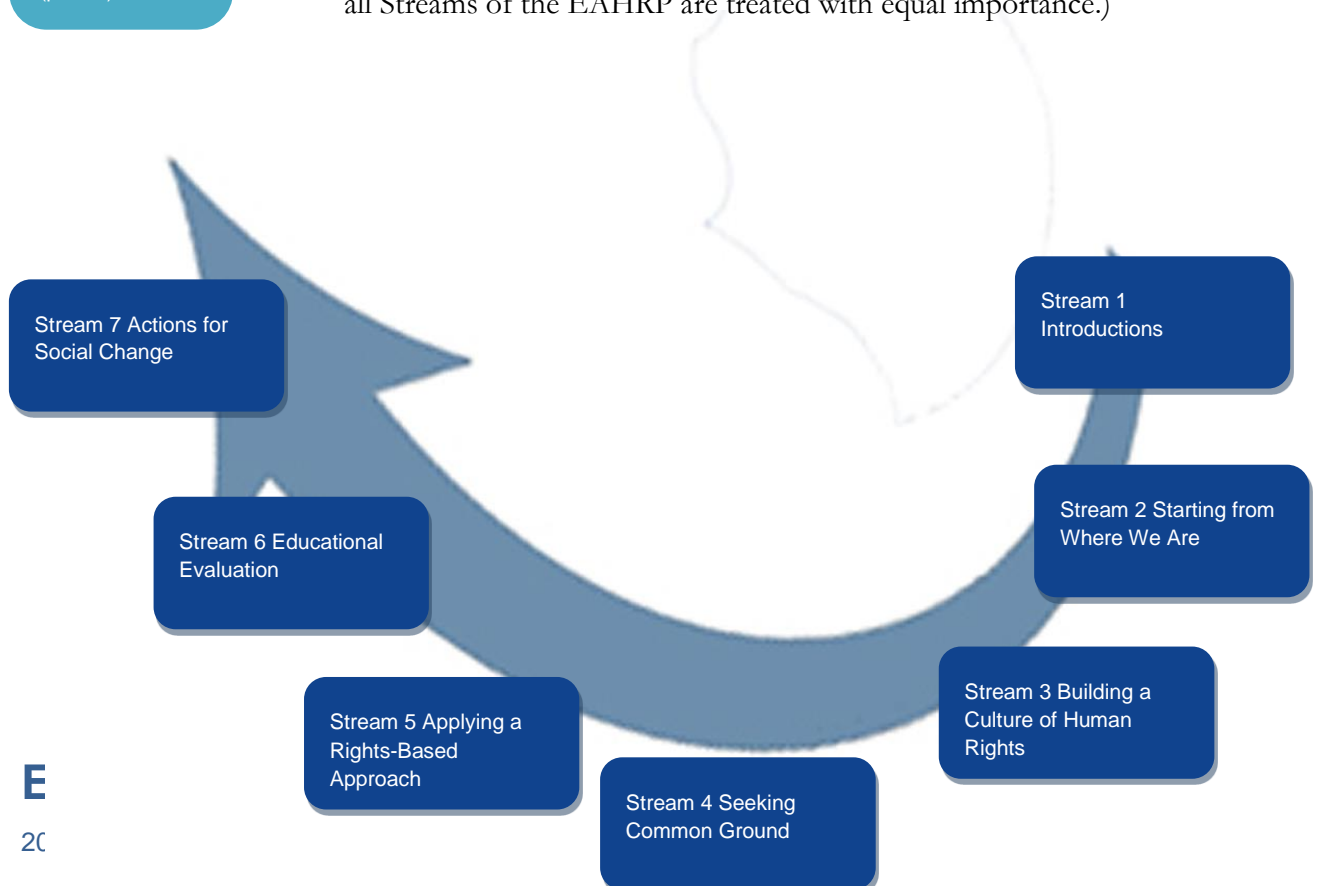 all Streams of the EAHRP are treated with equal importance.)
Stream 1
Introductions
Stream 2 Starting from
Where We Are
Stream 3 Building a
Culture of Human
Rights
Stream 4 Seeking
Common Ground
Stream 5 Applying a
Rights-Based
Approach
Stream 6 Educational
Evaluation
Stream 7 Actions for
Social Change
E
20